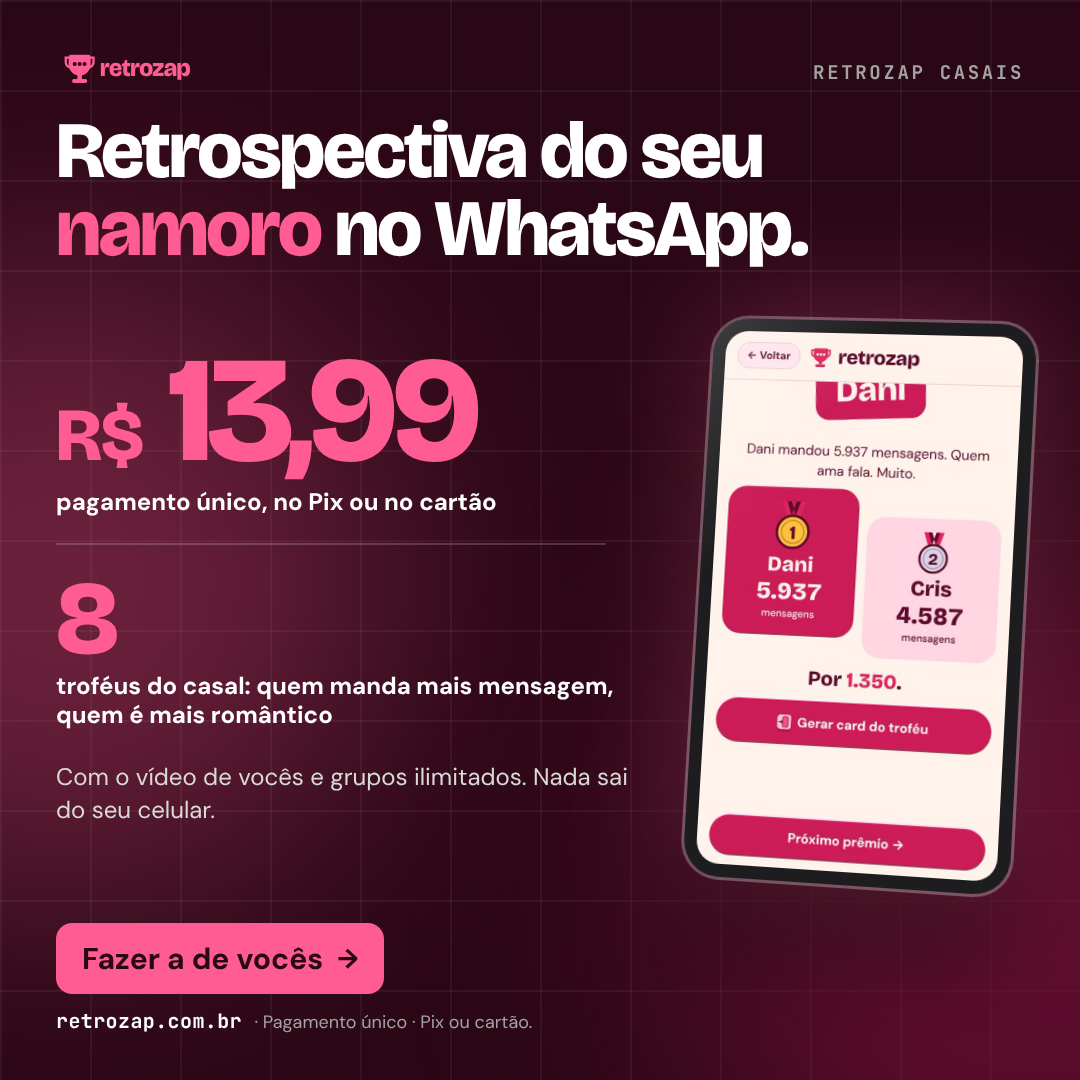 retrozap
RETROZAP CASAIS
Retrospectiva do seu
namoro no WhatsApp.
R$ 13,99
pagamento único, no Pix ou no cartão
8
troféus do casal: quem manda mais mensagem,
quem é mais romântico
Com o vídeo de vocês e grupos ilimitados. Nada sai
do seu celular.
Fazer a de vocês →
retrozap.com.br · Pagamento único · Pix ou cartão.
← Voltar
retrozap
Dani
Dani mandou 5.937 mensagens. Quem
ama fala. Muito.
1
Dani
5.937
mensagens
2
Cris
4.587
mensagens
Por 1.350.
Gerar card do troféu
Próximo prêmio →